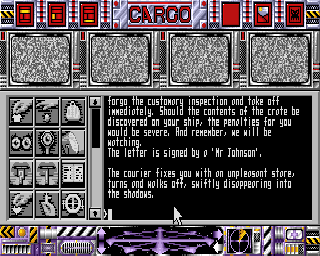 CARGO
forgo the customary inspection and take off
immediately. Should the contents of the crate be
discovered on your ship, the penalties for you
would be severe. And remember, we will be
watching.
The letter is signed by a 'Mr Johnson'.
The courier fixes you with an unpleasant stare,
turns and walks off, swiftly disappearing into
the shadows.
>